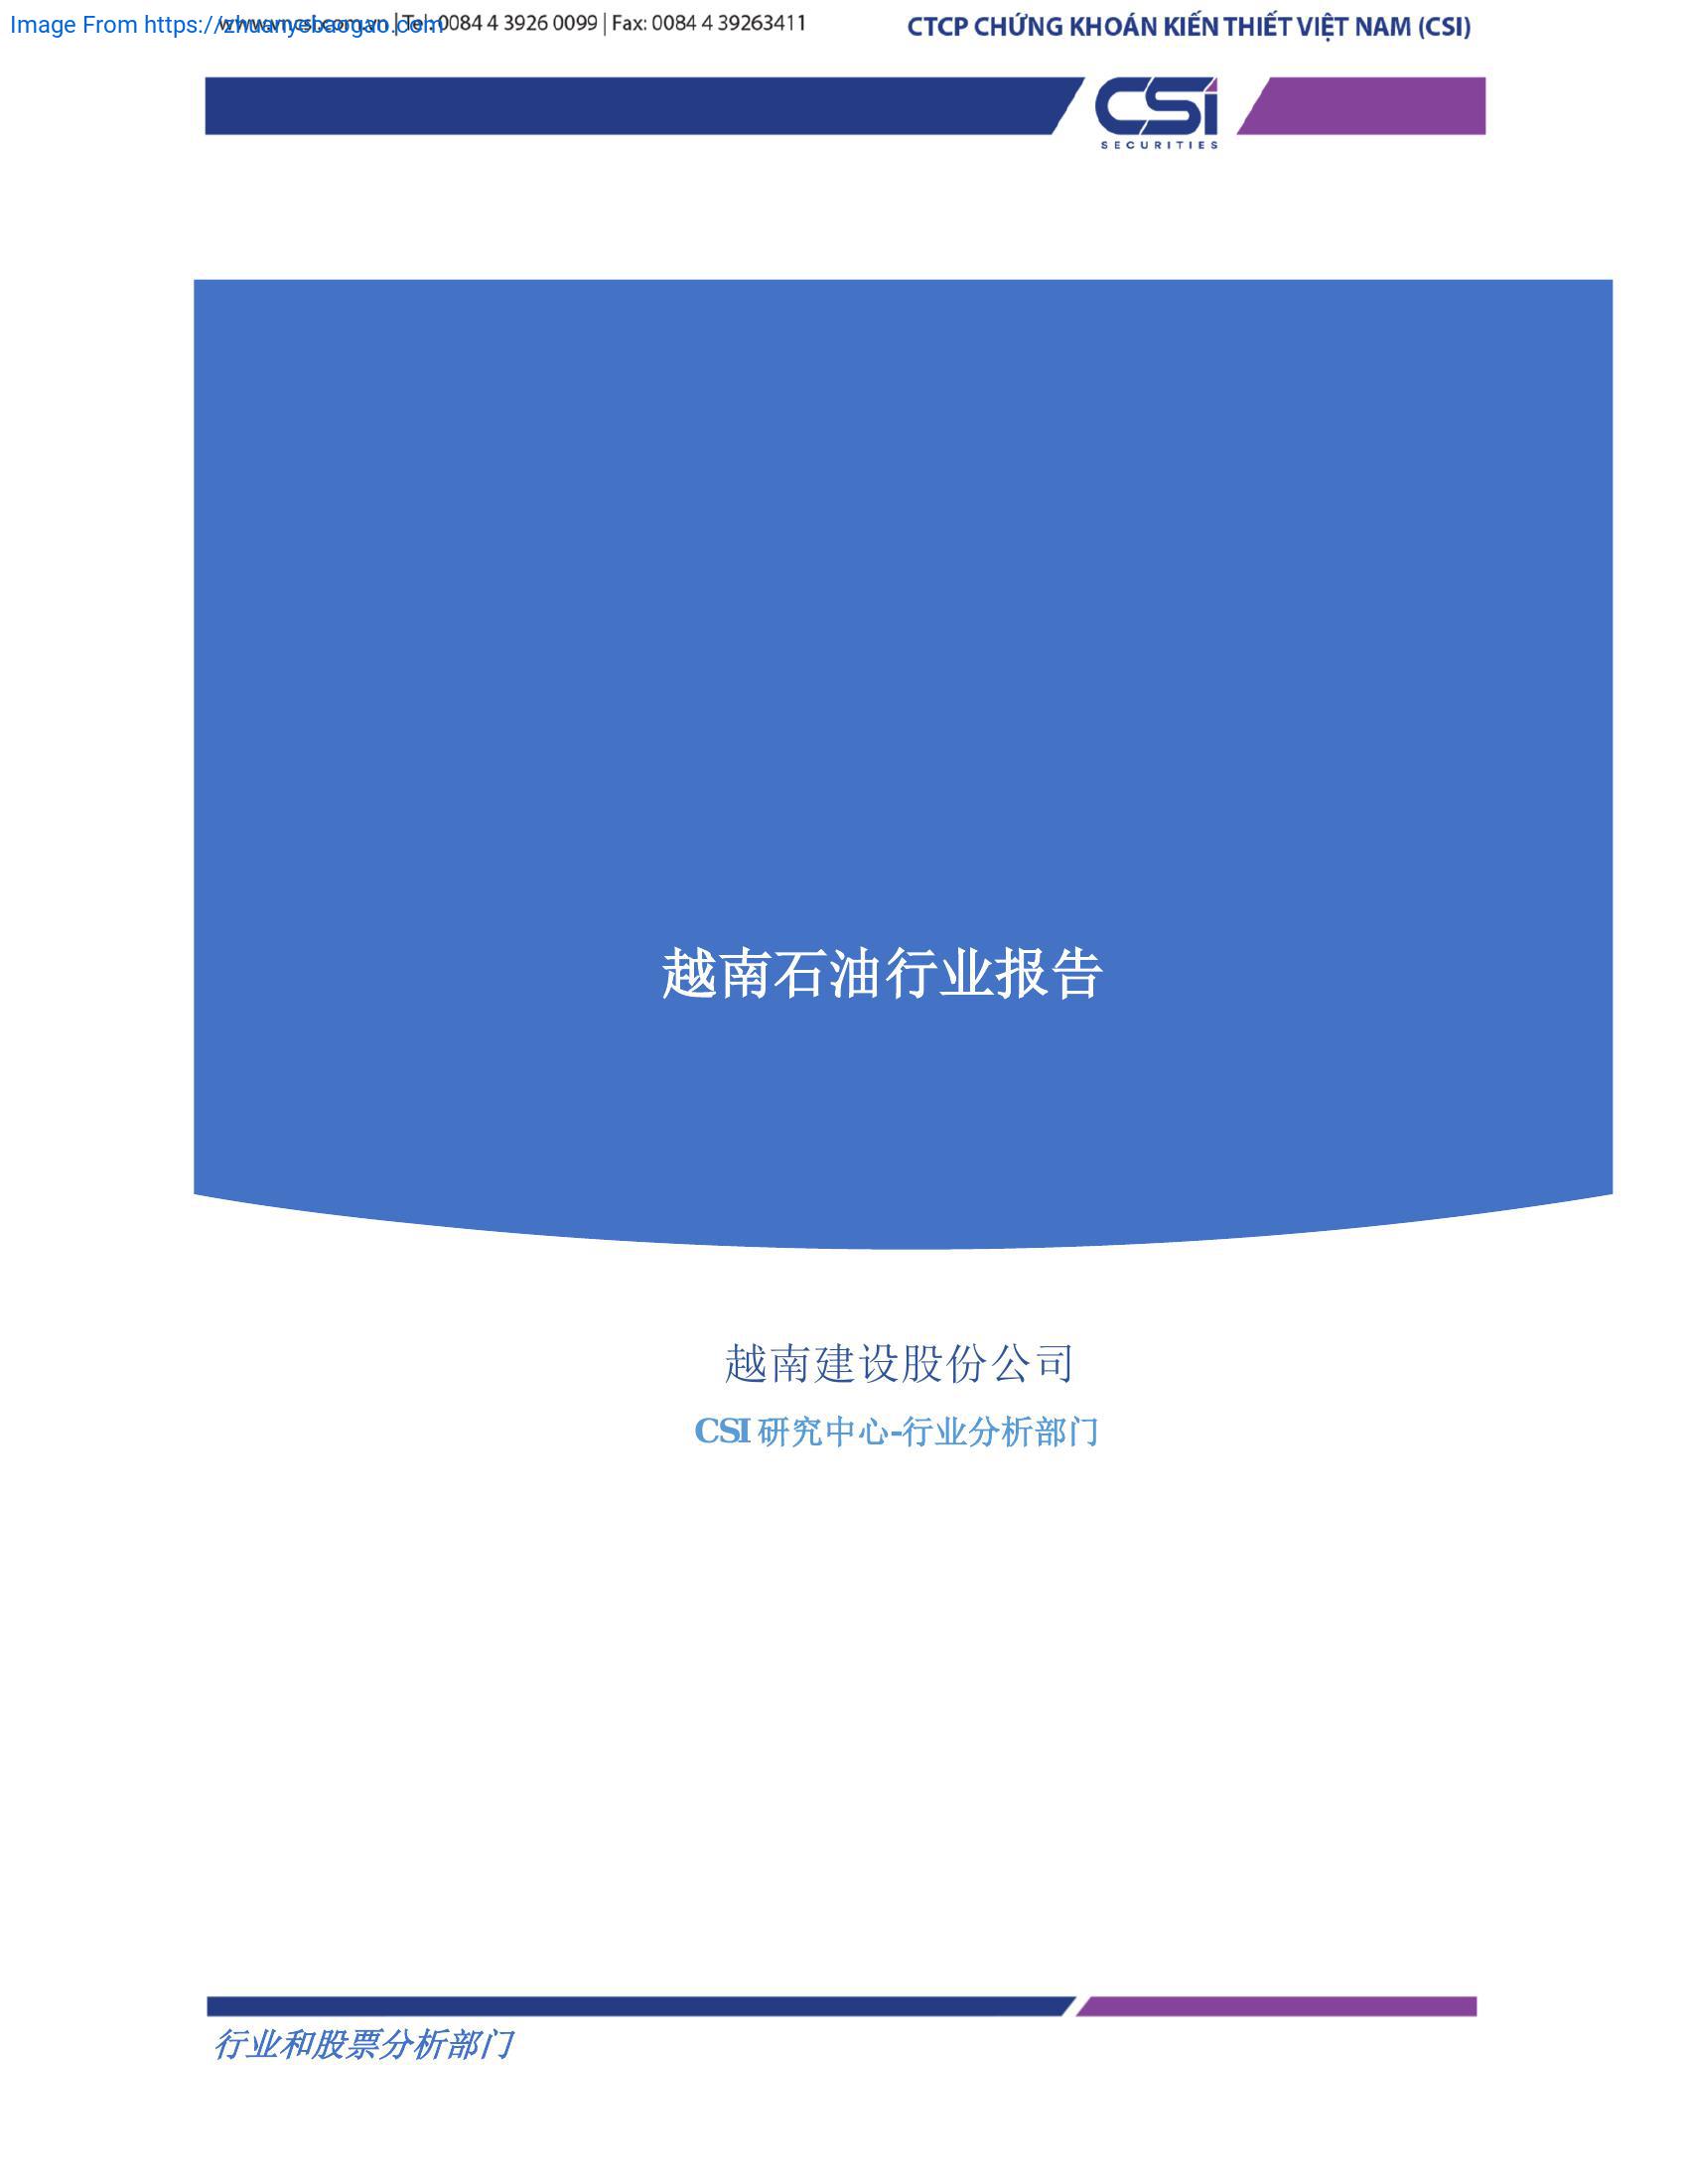 Image From https://zhuanyebaogao.com
www.vncsi.com.vn | Tel: 0084 4 3926 0099 | Fax: 0084 4 39263411
CTCP CHỨNG KHOÁN KIẾN THIẾT VIỆT NAM (CSI)
CSi
SECURITIES
越南石油行业报告
越南建设股份公司
CSI 研究中心-行业分析部门
行业和股票分析部门